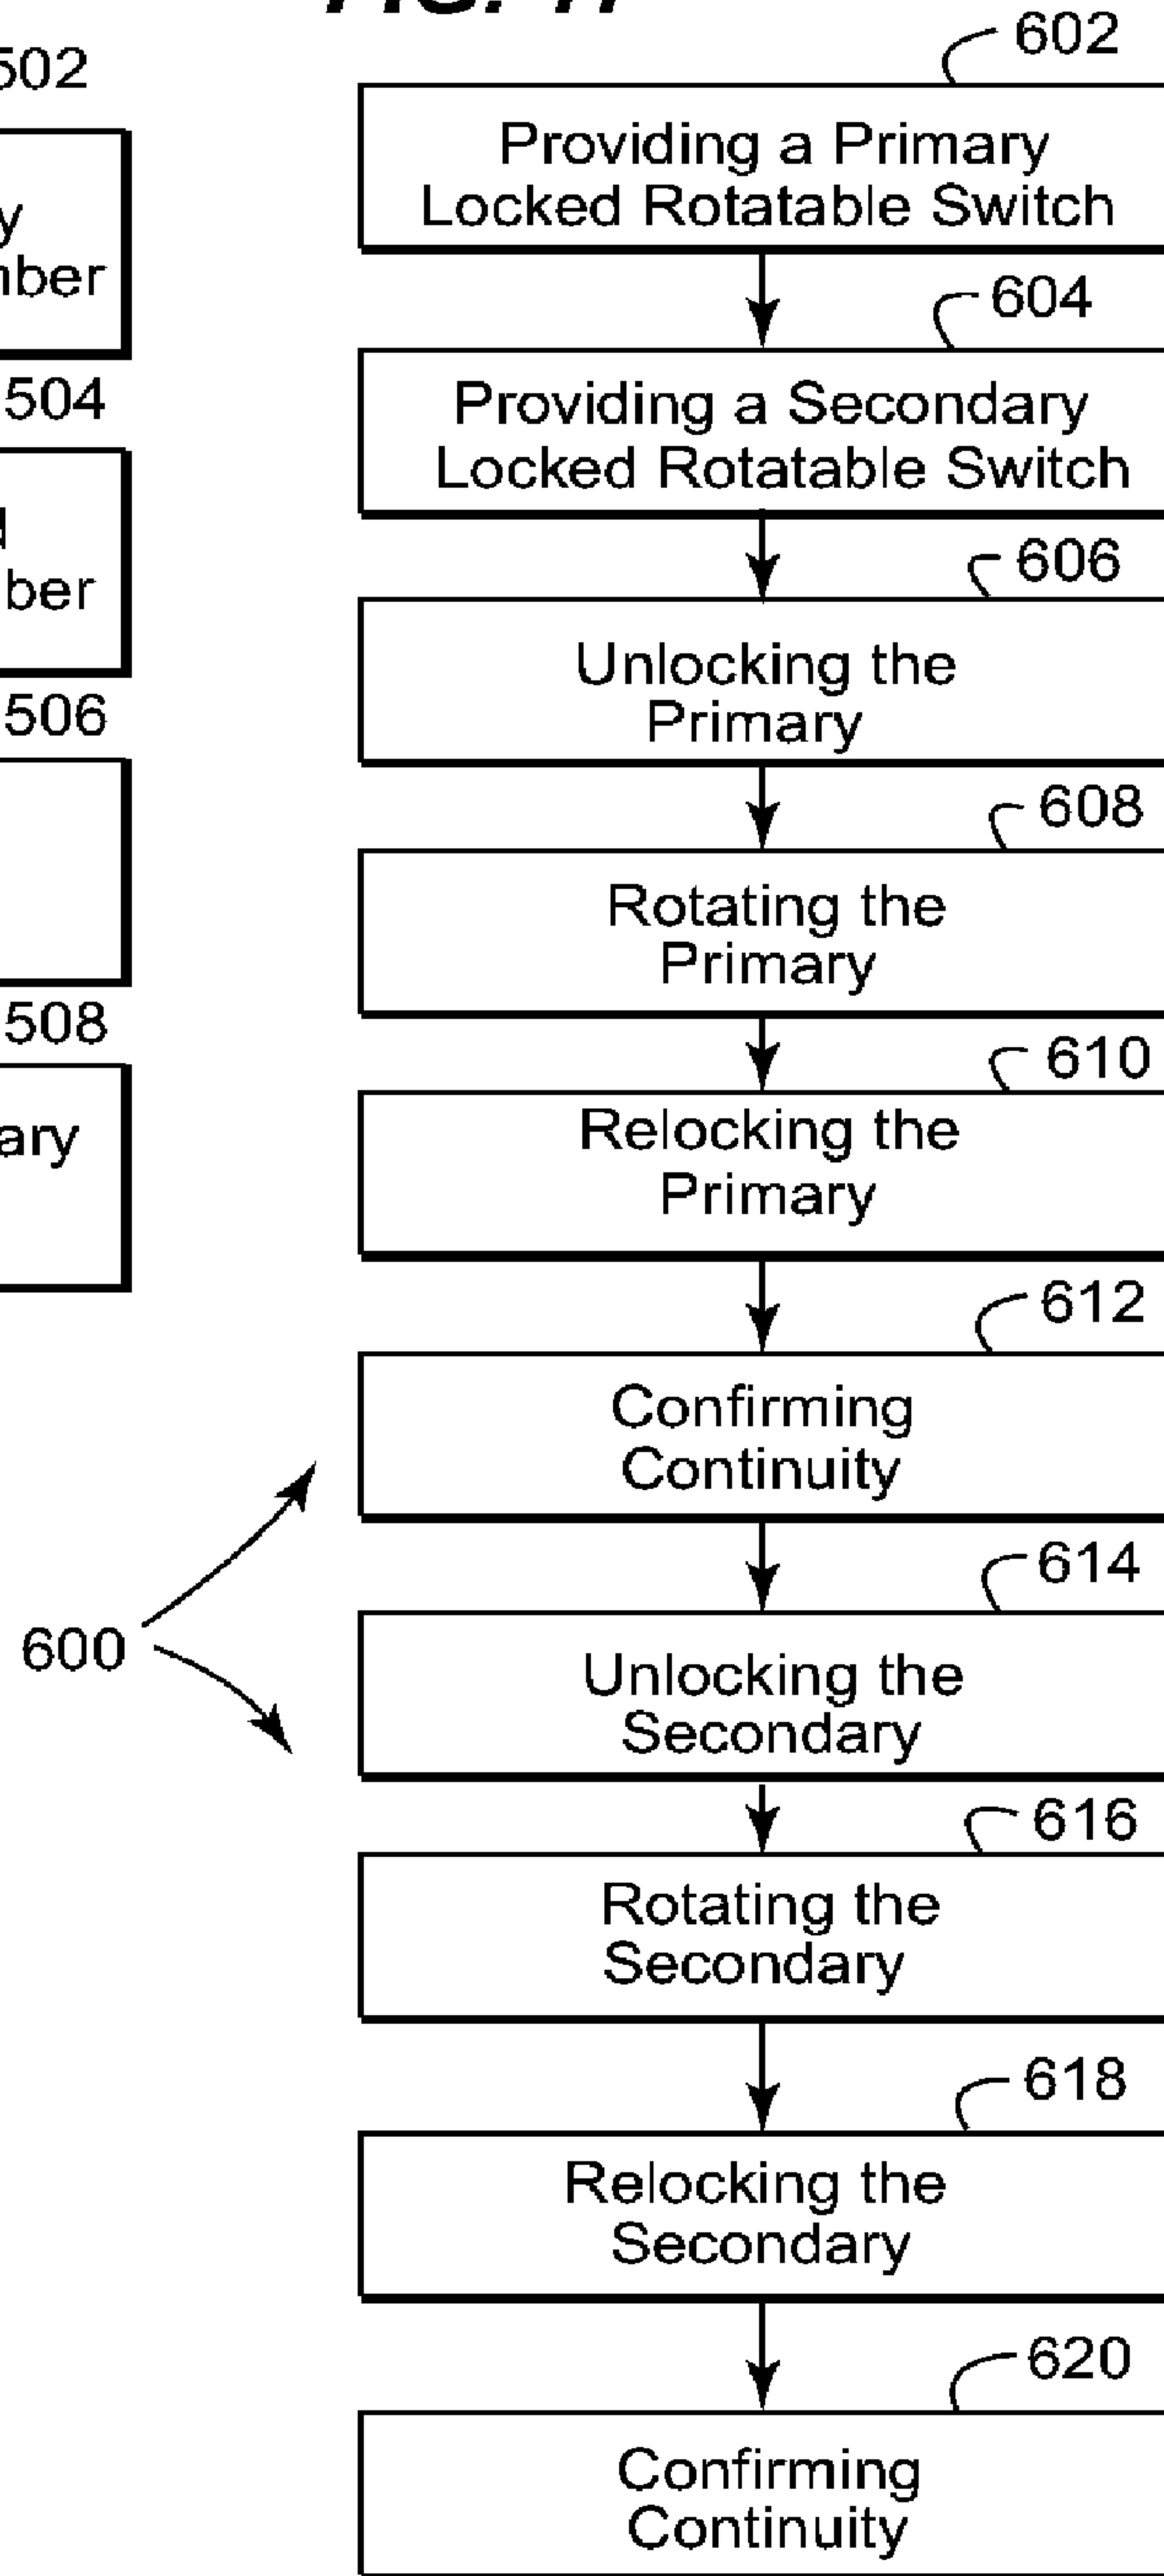 602
Providing a Primary
Locked Rotatable Switch
604
Providing a Secondary
Locked Rotatable Switch
606
Unlocking the
Primary
608
Rotating the
Primary
610
Relocking the
Primary
612
Confirming
Continuity
614
Unlocking the
Secondary
616
Rotating the
Secondary
618
Relocking the
Secondary
620
Confirming
Continuity
600
502
504
506
508